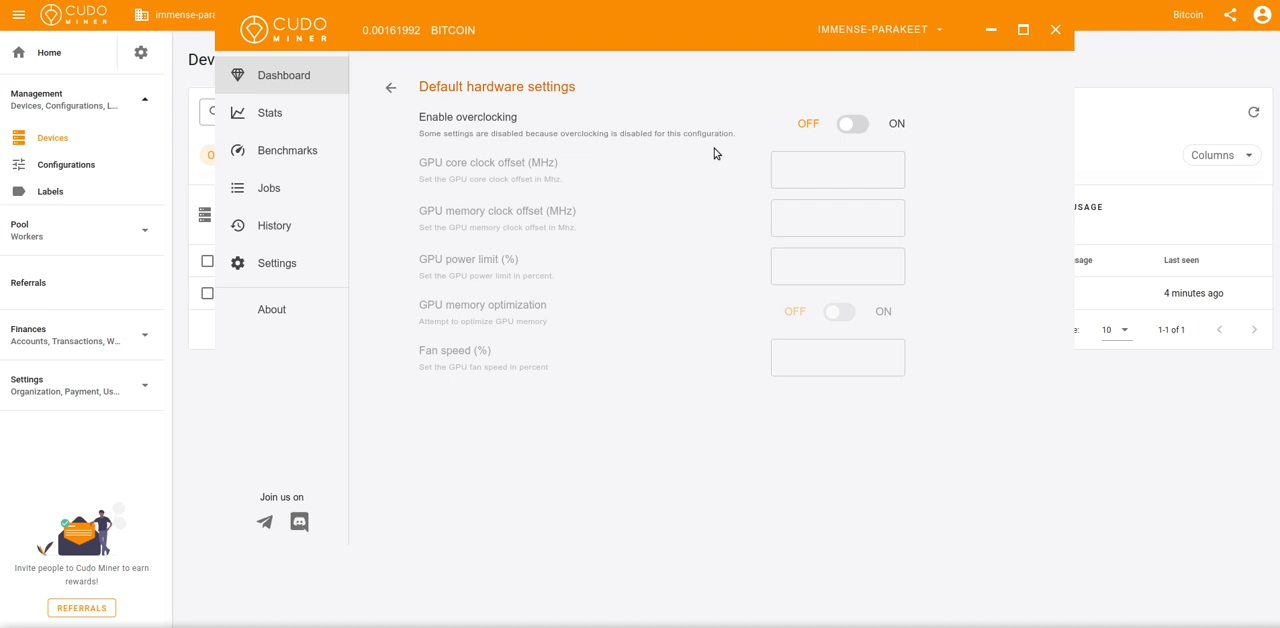 CUDO
MINER
immense-para
Bitcoin
Home
Management
Devices, Configurations, L...
Devices
Configurations
Labels
Pool
Workers
Referrals
Finances
Accounts, Transactions, W...
Settings
Organization, Payment, Us...
Invite people to Cudo Miner to earn
rewards!
REFERRALS
Dev
CUDO
MINER
0.00161992 BITCOIN
IMMENSE-PARAKEET
Dashboard
Stats
Benchmarks
Jobs
History
Settings
About
Join us on
Default hardware settings
Enable overclocking
Some settings are disabled because overclocking is disabled for this configuration.
OFF ON
GPU core clock offset (MHz)
Set the GPU core clock offset in Mhz.
GPU memory clock offset (MHz)
Set the GPU memory clock offset in Mhz.
GPU power limit (%)
Set the GPU power limit in percent.
GPU memory optimization
Attempt to optimize GPU memory
OFF ON
Fan speed (%)
Set the GPU fan speed in percent
Columns
USAGE
sage Last seen
4 minutes ago
e: 10 1-1 of 1